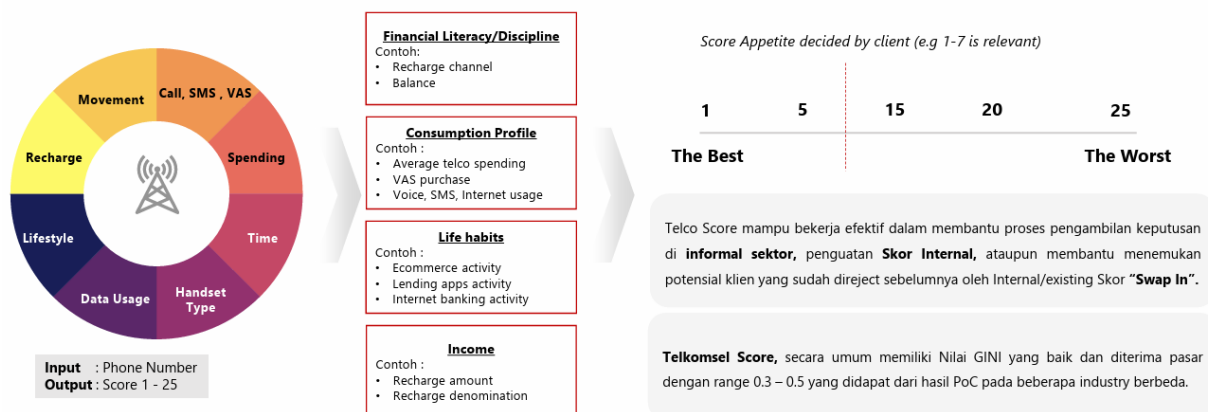 Movement
Call, SMS , VAS
Recharge
Spending
Lifestyle
Time
Data Usage
Handset
Type
Input : Phone Number
Output : Score 1 - 25
Financial Literacy/Discipline
Contoh:
• Recharge channel
• Balance
Consumption Profile
Contoh :
• Average telco spending
• VAS purchase
• Voice, SMS, Internet usage
Life habits
Contoh :
• Ecommerce activity
• Lending apps activity
• Internet banking activity
Income
Contoh :
• Recharge amount
• Recharge denomination
Score Appetite decided by client (e.g 1-7 is relevant)
1 5 15 20 25
The Best The Worst
Telco Score mampu bekerja efektif dalam membantu proses pengambilan keputusan
di informal sektor, penguatan Skor Internal, ataupun membantu menemukan
potensial klien yang sudah direject sebelumnya oleh Internal/existing Skor “Swap In”.
Telkomsel Score, secara umum memiliki Nilai GINI yang baik dan diterima pasar
dengan range 0.3 – 0.5 yang didapat dari hasil PoC pada beberapa industry berbeda.